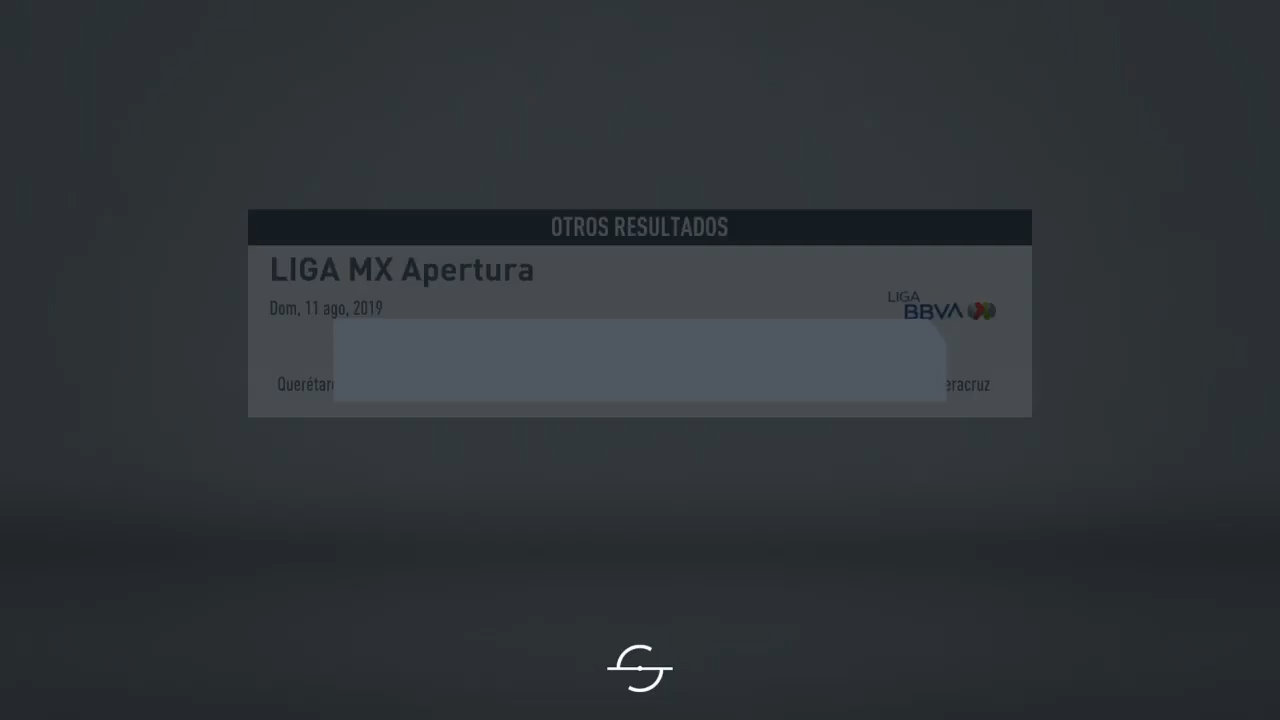 OTROS RESULTADOS
LIGA MX Apertura
Dom, 11 ago, 2019
LIGA
BBVA